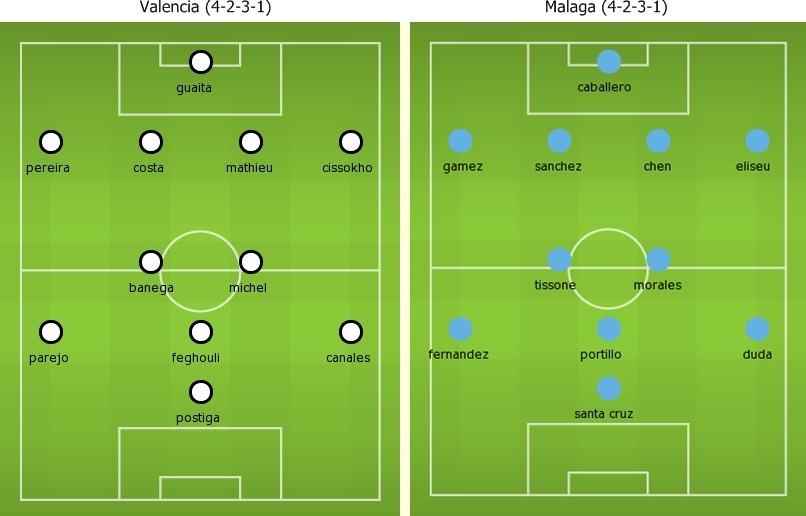 Valencia (4-2-3-1)
guaita
pereira costa mathieu cissokho
banega michel
parejo feghouli canales
postiga
Malaga (4-2-3-1)
caballero
gamez sanchez chen eliseu
tissone morales
fernandez portillo duda
santa cruz